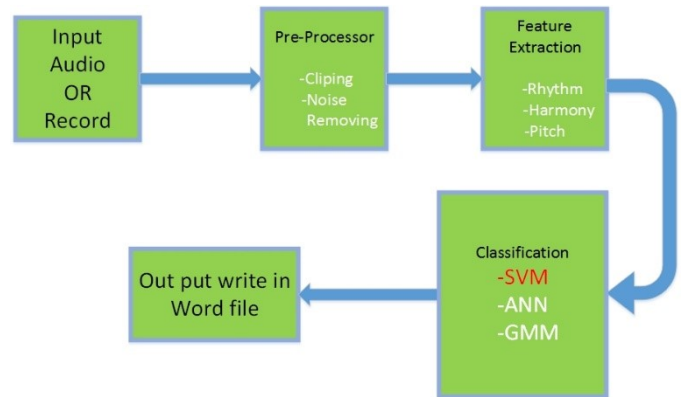 Input
Audio
OR
Record
Pre-Processor
-Cliping
-Noise
Removing
Feature
Extraction
-Rhythm
-Harmony
-Pitch
Classification
-SVM
-ANN
-GMM
Out put write in
Word file